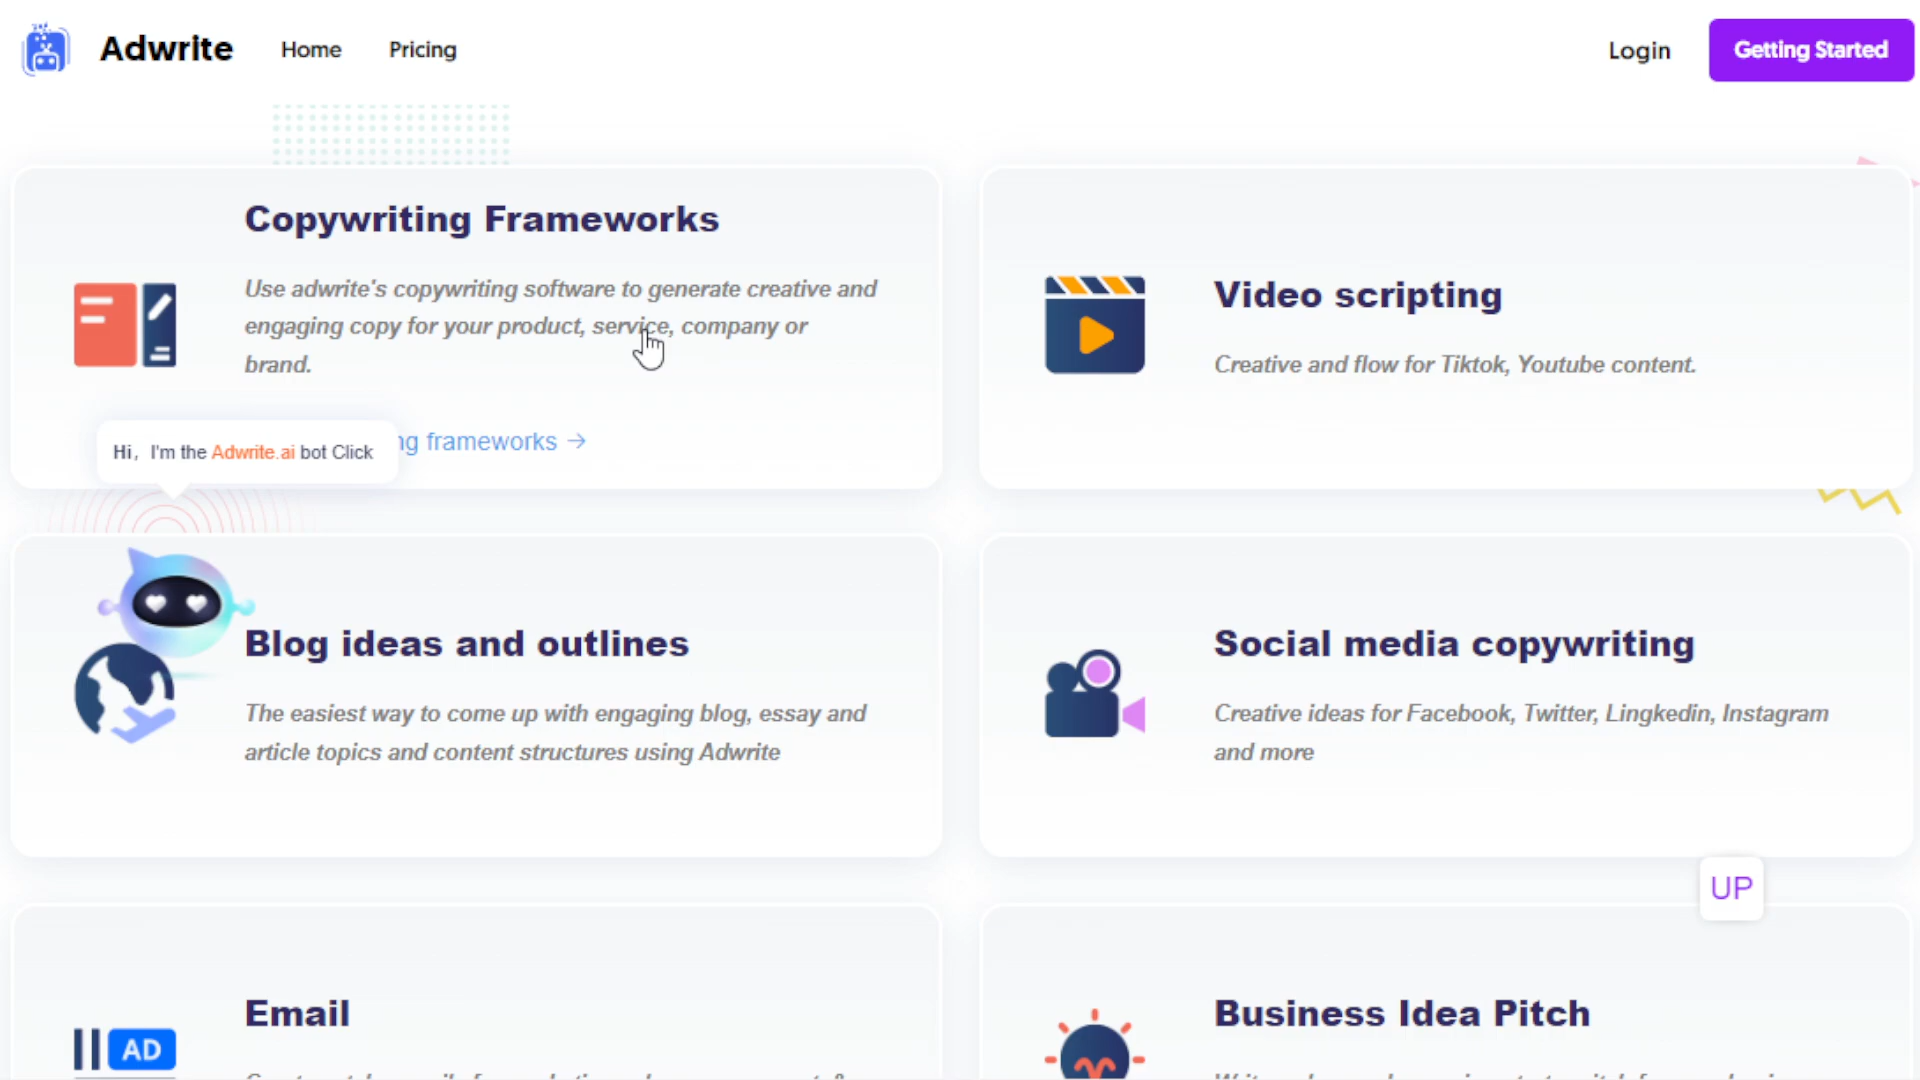 Adwrite
Home
Pricing
Login
Getting Started
Copywriting Frameworks
Use adwrite's copywriting software to generate creative and
engaging copy for your product, service, company or
brand.
frameworks →
Hi, I'm the Adwrite.ai bot Click
Video scripting
Creative and flow for Tiktok, Youtube content.
Blog ideas and outlines
The easiest way to come up with engaging blog, essay and
article topics and content structures using Adwrite
Social media copywriting
Creative ideas for Facebook, Twitter, Lingkedin, Instagram
and more
UP
Email
AD
Business Idea Pitch